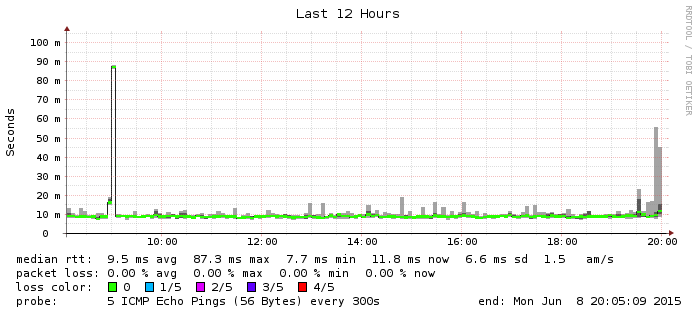 Last 12 Hours
RRDTOOL / TOBI OETIKER
Seconds
100 m
90 m
80 m
70 m
60 m
50 m
40 m
30 m
20 m
10 m
0
10:00 12:00 14:00 16:00 18:00 20:00
median rtt: 9.5 ms avg 87.3 ms max 7.7 ms min 11.8 ms now 6.6 ms sd 1.5 am/s
packet loss: 0.00 % avg 0.00 % max 0.00 % min 0.00 % now
loss color: 0 1/5 2/5 3/5 4/5
probe: 5 ICMP Echo Pings (56 Bytes) every 300s end: Mon Jun 8 20:05:09 2015